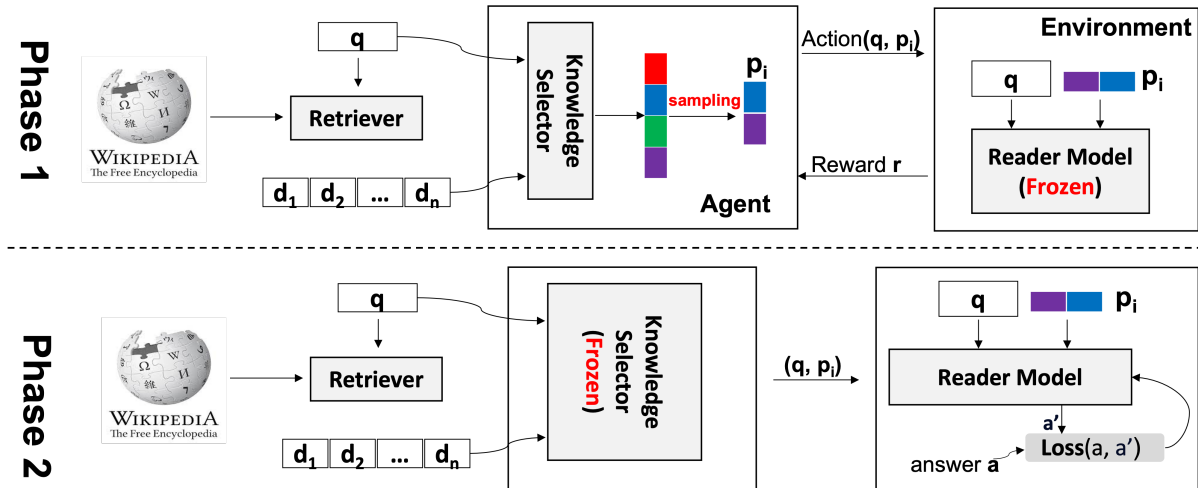 Phase 1
WIKIPEDIA
The Free Encyclopedia
q
Retriever
d1 d2 ... dn
Knowledge
Selector
sampling
pi
Agent
Action(q, pi)
Reward r
Environment
q
pi
Reader Model
(Frozen)
Phase 2
WIKIPEDIA
The Free Encyclopedia
q
Retriever
d1 d2 ... dn
Knowledge
Selector
(Frozen)
(q, pi)
q
pi
Reader Model
a’
Loss(a, a’)
answer a